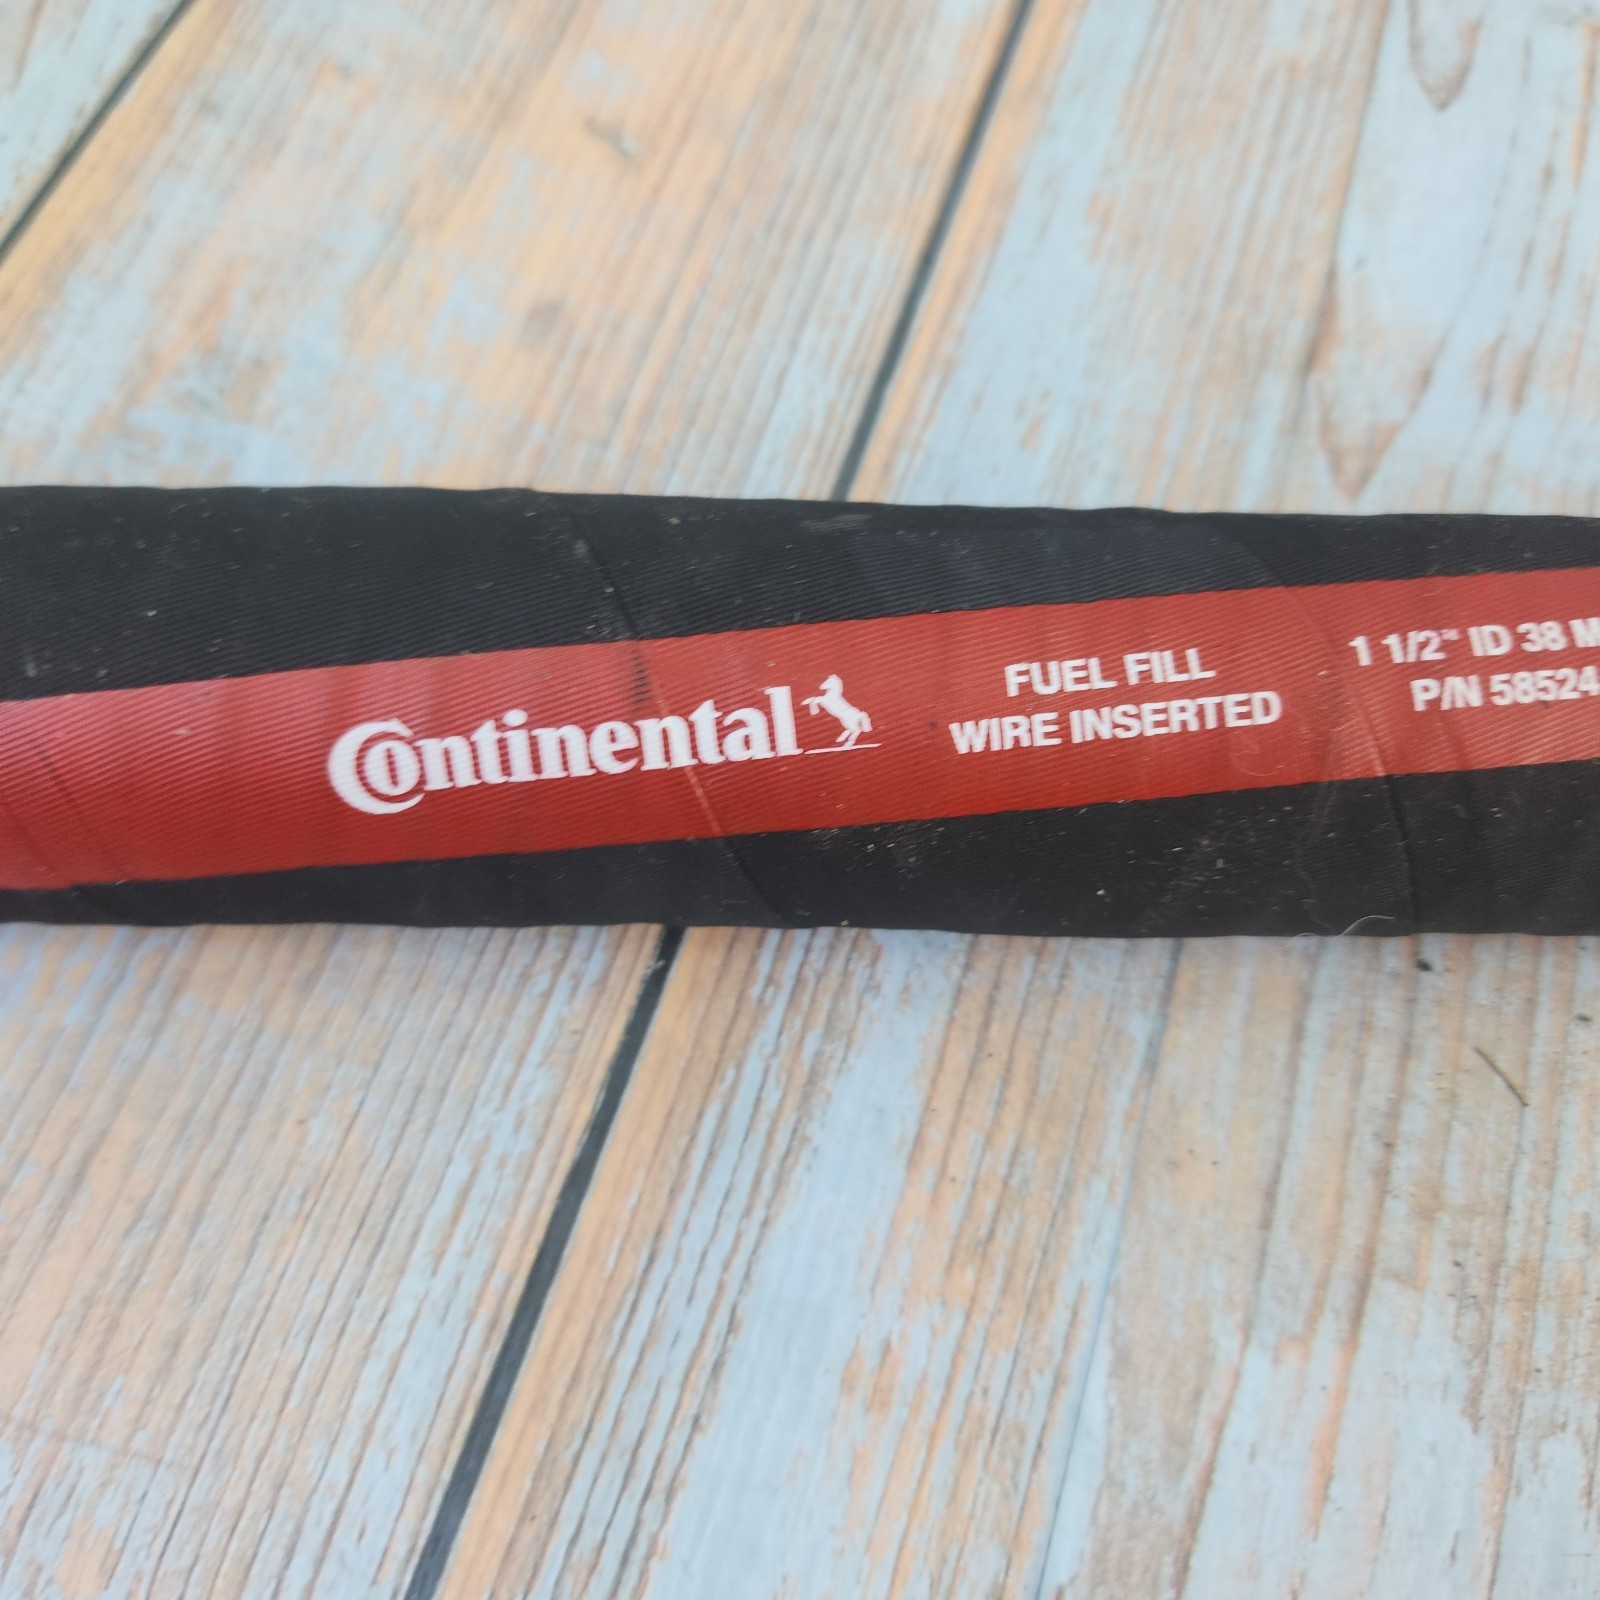 Continental
FUEL FILL
WIRE INSERTED
1 1/2" ID 38 M
P/N 58524